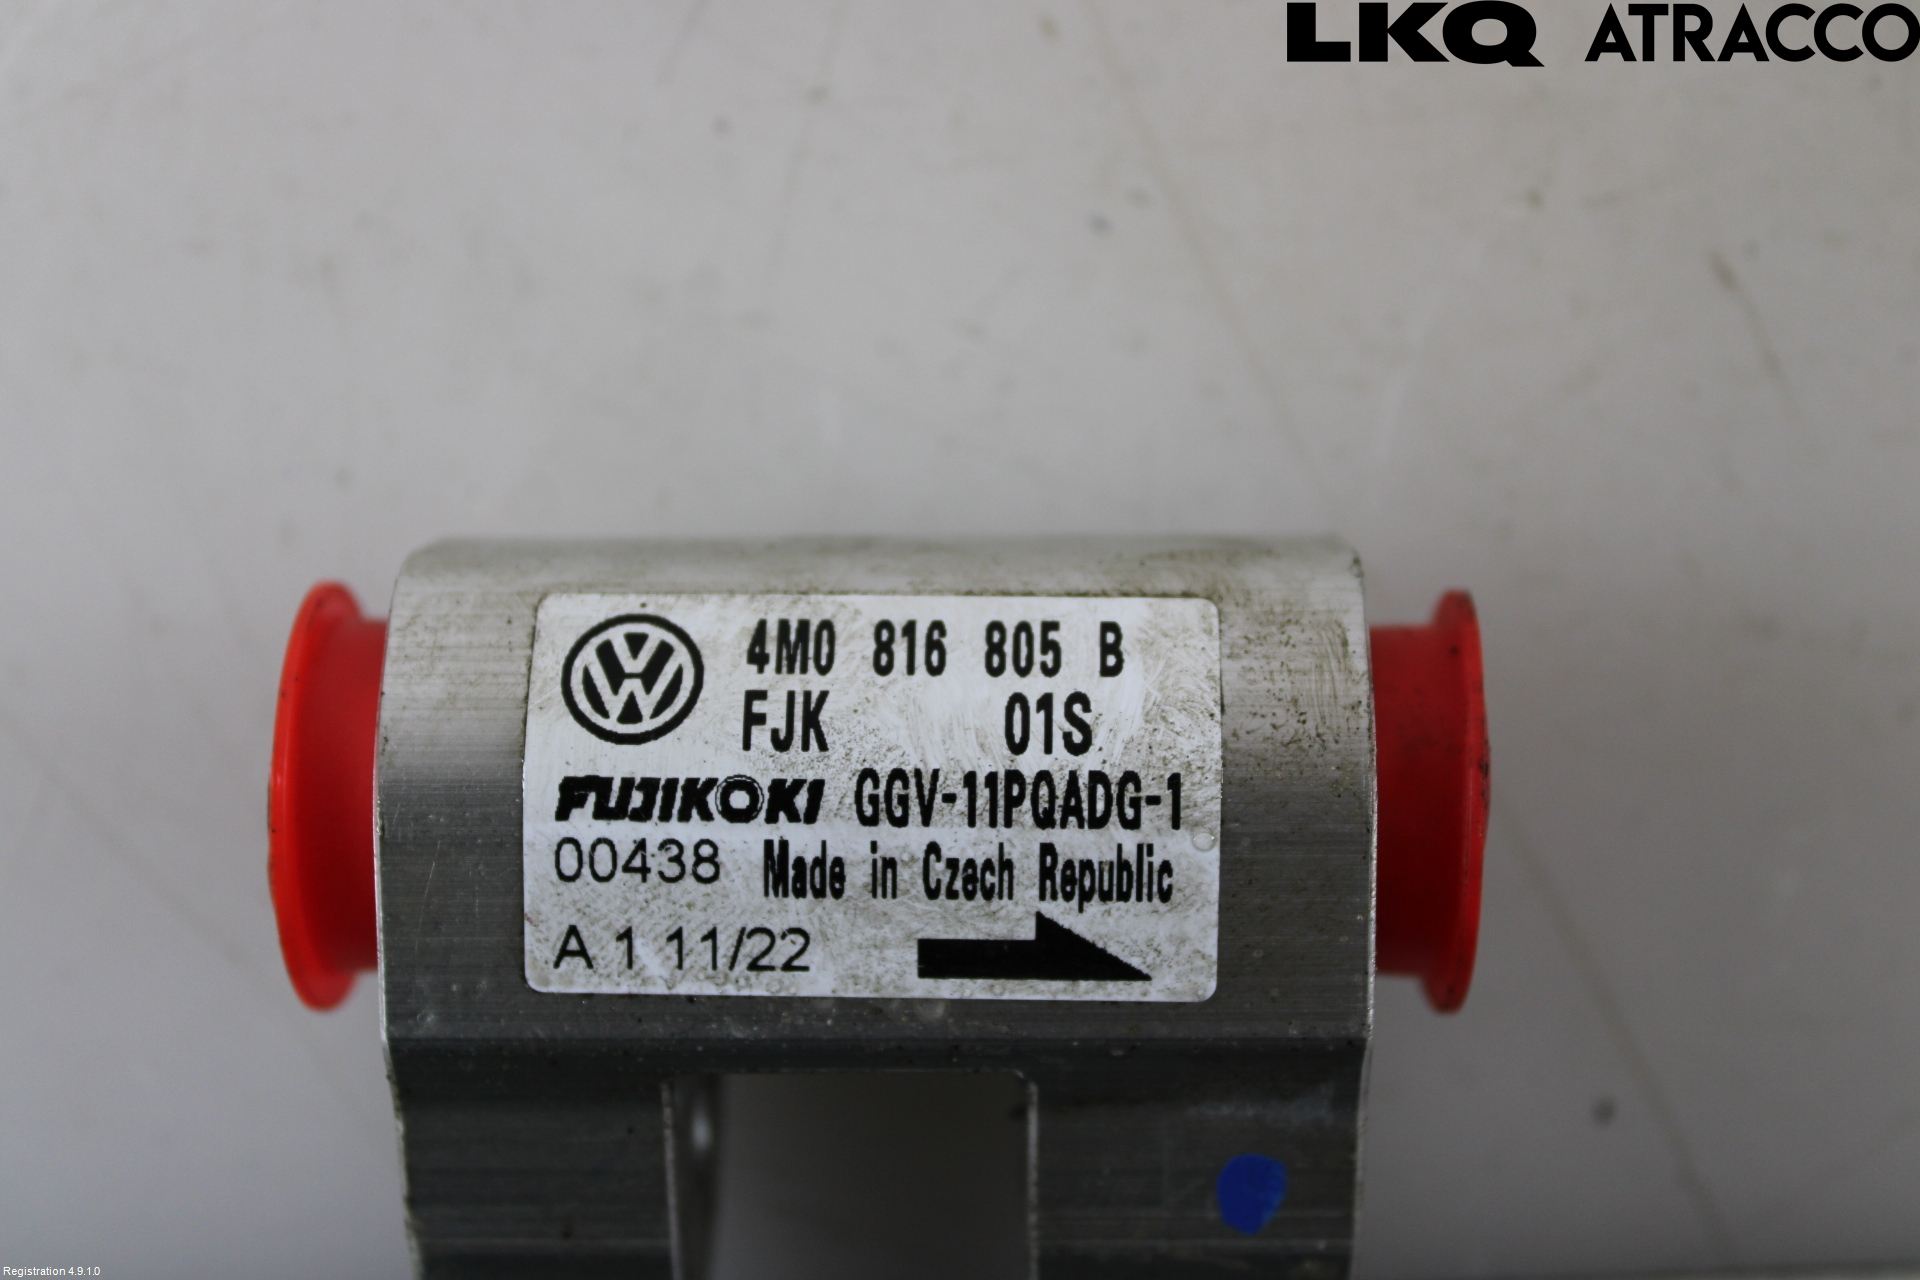 LKQ ATRACCO
4M0 816 805 B
FJK 01S
FUJIKOKI GGV-11PQADG-1
00438 Made in Czech Republic
A 1 11/22
Registration 4.9.1.0